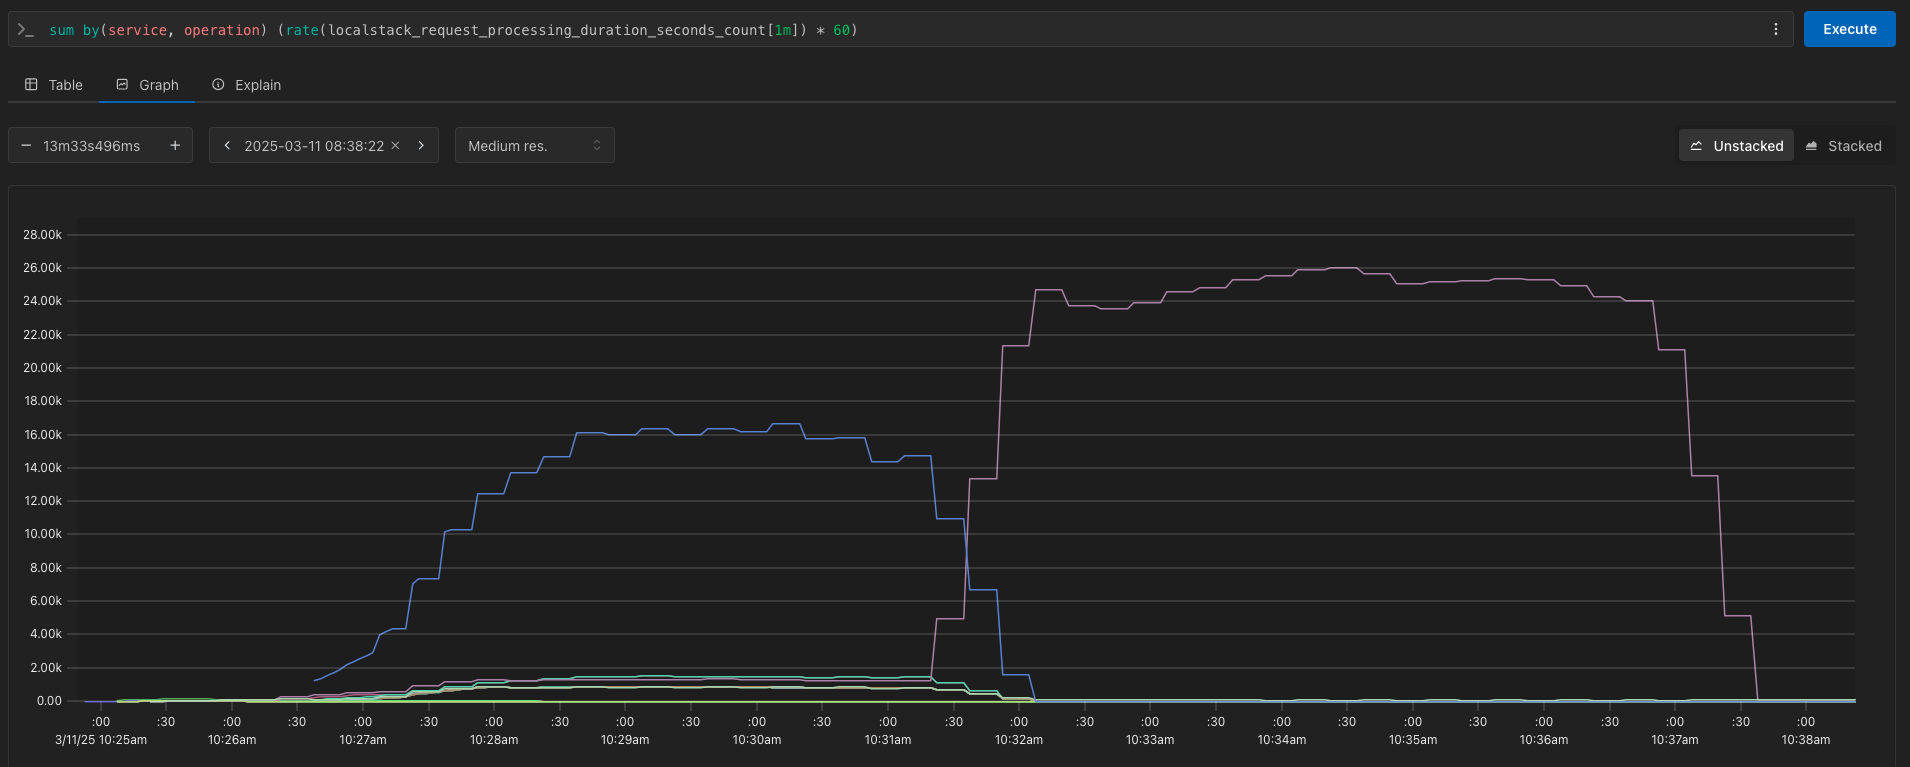 >_ sum by(service, operation) (rate(localstack_request_processing_duration_seconds_count[1m]) * 60)
Execute
Table Graph Explain
− 13m33s496ms +
< 2025-03-11 08:38:22 × >
Medium res.
Unstacked Stacked
28.00k
26.00k
24.00k
22.00k
20.00k
18.00k
16.00k
14.00k
12.00k
10.00k
8.00k
6.00k
4.00k
2.00k
0.00
:00 :30 :00 :30 :00 :30 :00 :30 :00 :30 :00 :30 :00 :30 :00 :30 :00 :30 :00 :30 :00 :30 :00 :30 :00 :30 :00
3/11/25 10:25am 10:26am 10:27am 10:28am 10:29am 10:30am 10:31am 10:32am 10:33am 10:34am 10:35am 10:36am 10:37am 10:38am